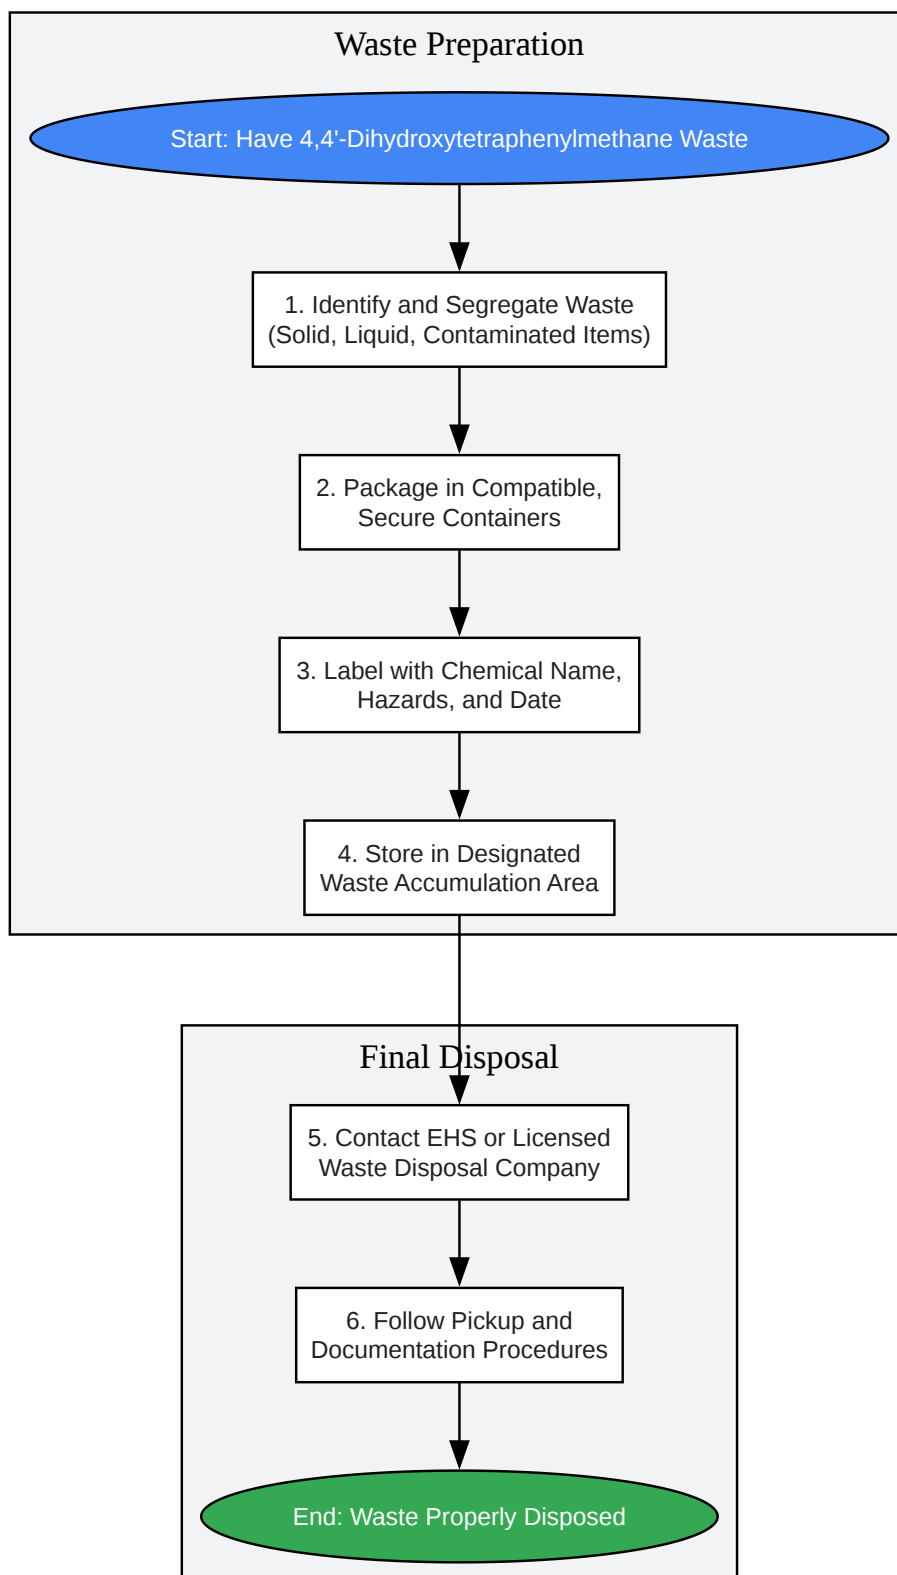 Waste Preparation
Start: Have 4,4'-Dihydroxytetraphenylmethane Waste
1. Identify and Segregate Waste
(Solid, Liquid, Contaminated Items)
2. Package in Compatible,
Secure Containers
3. Label with Chemical Name,
Hazards, and Date
4. Store in Designated
Waste Accumulation Area
Final Disposal
5. Contact EHS or Licensed
Waste Disposal Company
6. Follow Pickup and
Documentation Procedures
End: Waste Properly Disposed